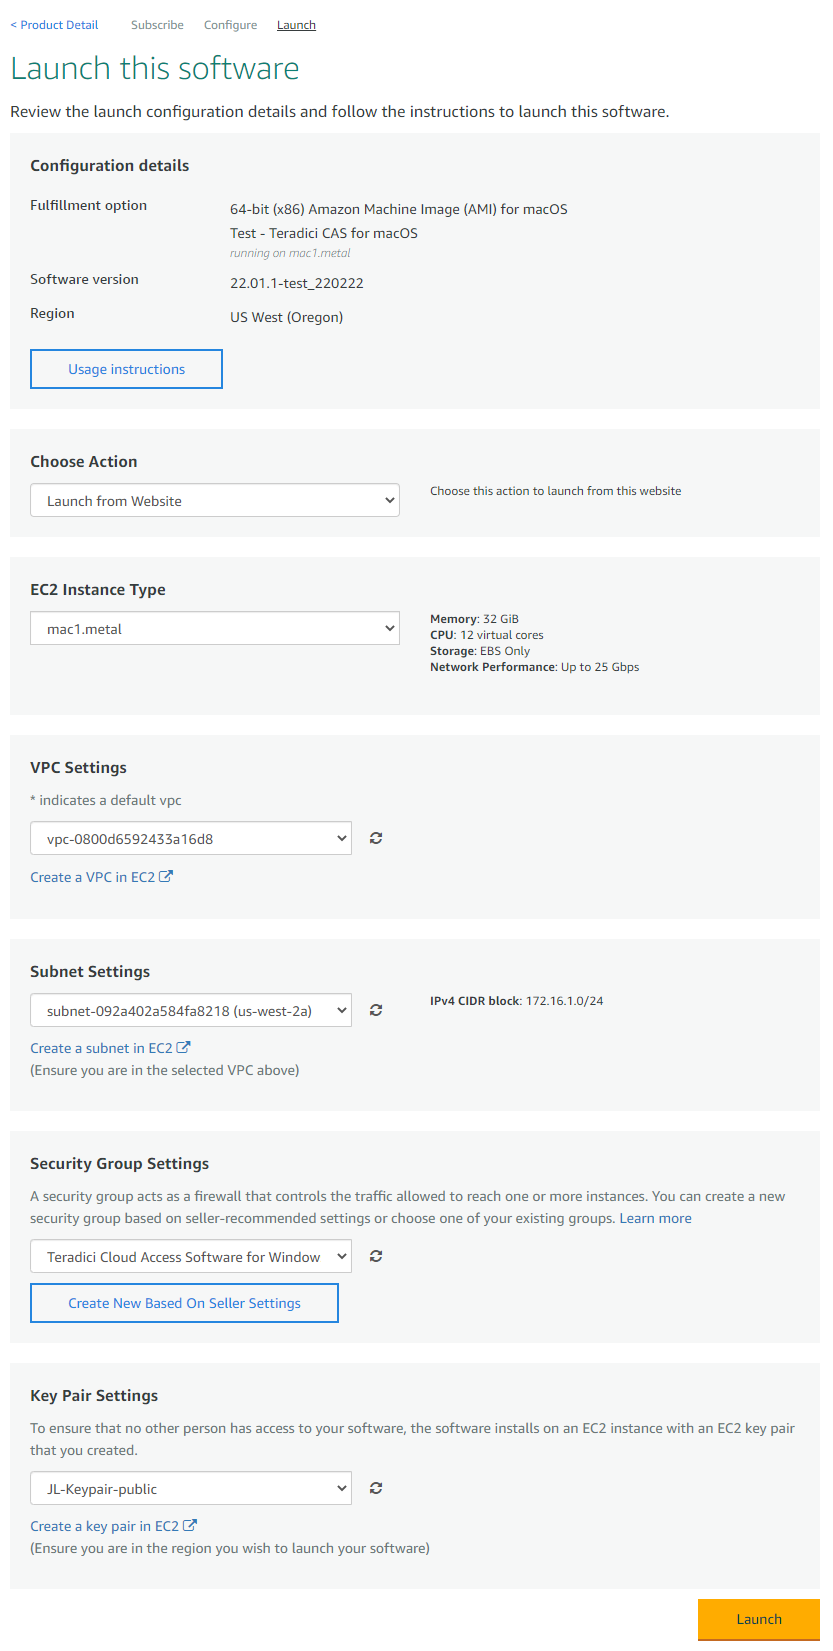 < Product Detail Subscribe Configure Launch
Launch this software
Review the launch configuration details and follow the instructions to launch this software.
Configuration details
Fulfillment option
64-bit (x86) Amazon Machine Image (AMI) for macOS
Test - Teradici CAS for macOS
running on mac1.metal
Software version
22.01.1-test_220222
Region
US West (Oregon)
Usage instructions
Choose Action
Launch from Website
Choose this action to launch from this website
EC2 Instance Type
mac1.metal
Memory: 32 GiB
CPU: 12 virtual cores
Storage: EBS Only
Network Performance: Up to 25 Gbps
VPC Settings
* indicates a default vpc
vpc-0800d6592433a16d8
Create a VPC in EC2
Subnet Settings
subnet-092a402a584fa8218 (us-west-2a)
IPv4 CIDR block: 172.16.1.0/24
Create a subnet in EC2
(Ensure you are in the selected VPC above)
Security Group Settings
A security group acts as a firewall that controls the traffic allowed to reach one or more instances. You can create a new
security group based on seller-recommended settings or choose one of your existing groups. Learn more
Teradici Cloud Access Software for Window
Create New Based On Seller Settings
Key Pair Settings
To ensure that no other person has access to your software, the software installs on an EC2 instance with an EC2 key pair
that you created.
JL-Keypair-public
Create a key pair in EC2
(Ensure you are in the region you wish to launch your software)
Launch